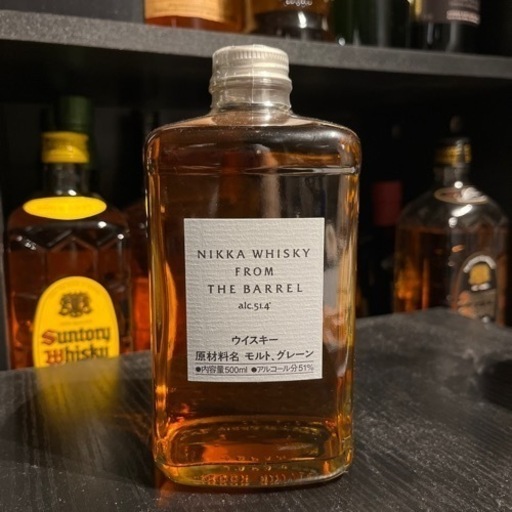 NIKKA WHISKY
FROM
THE BARREL
alc.51.4°
ウイスキー
原材料名 モルト、グレーン
●内容量500ml ●アルコール分51%
Suntory
Whisky